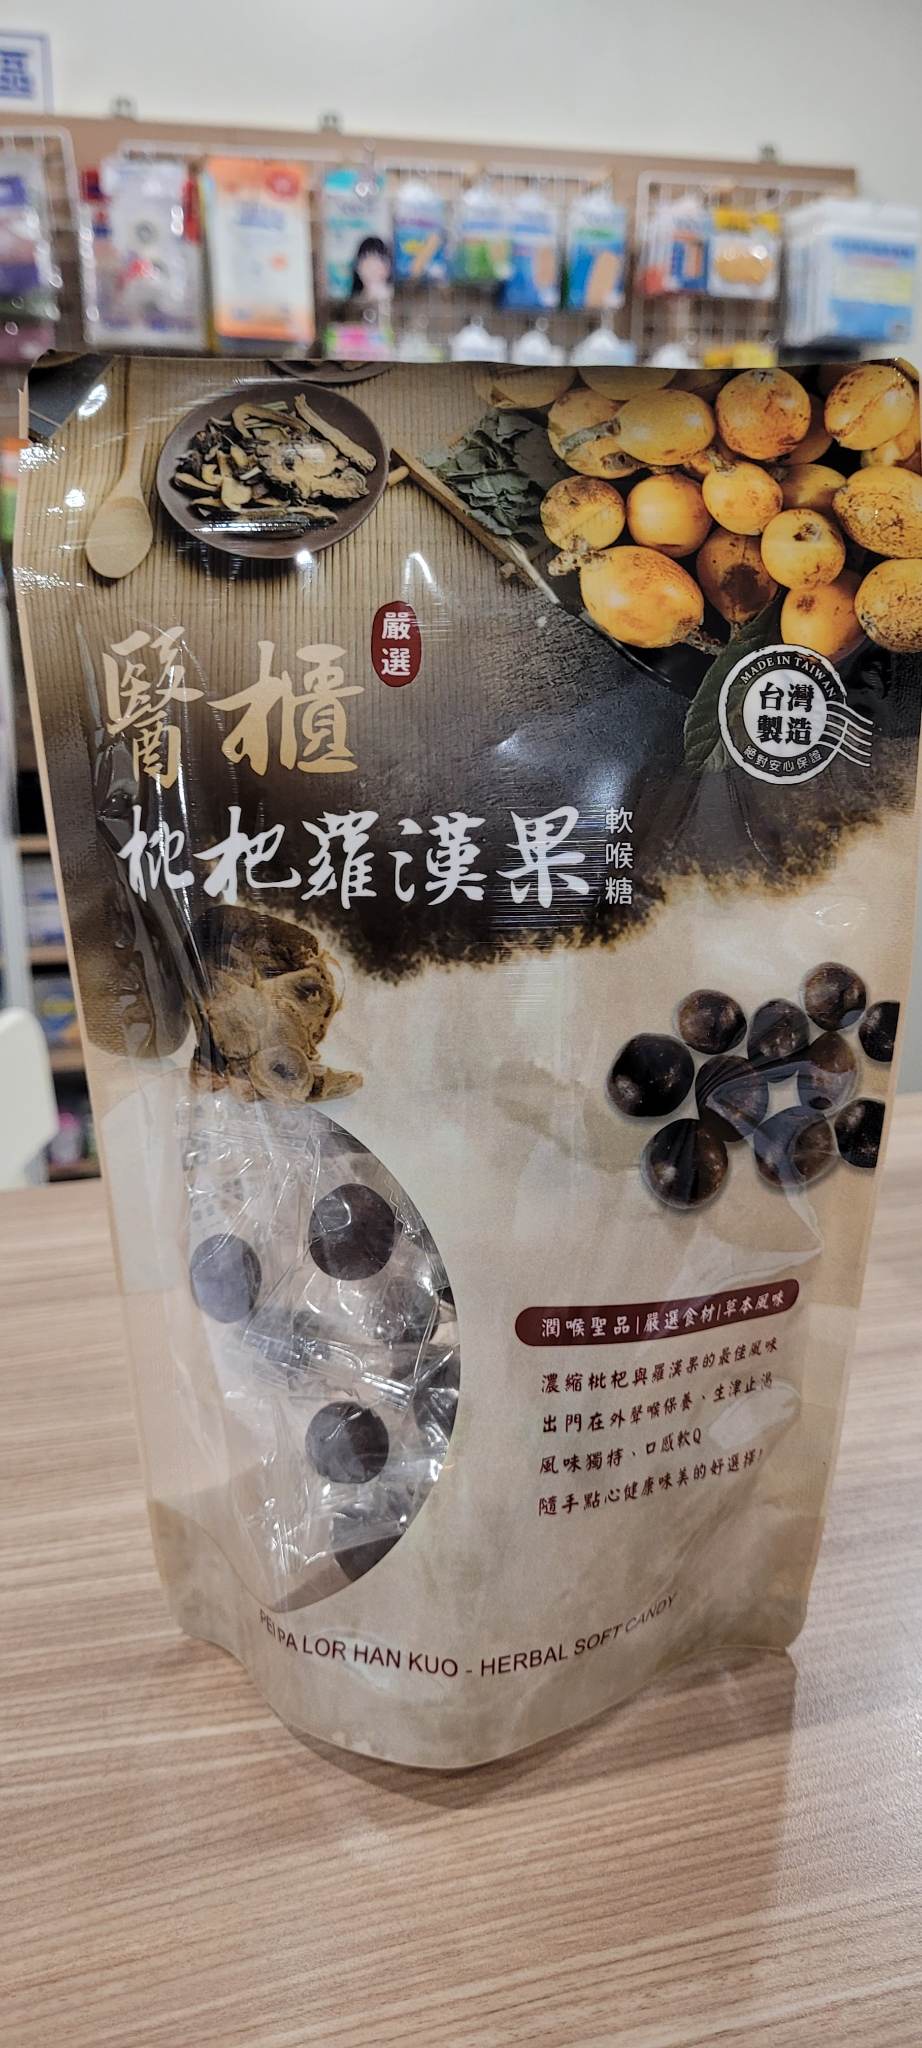 區
嚴選
醫櫃
枇杷羅漢果
軟喉糖
MADE IN TAIWAN
台灣
製造
絕對安心保證
潤喉聖品|嚴選食材|草本風味
濃縮枇杷與羅漢果的最佳風味
出門在外聲喉保養、生津止渴
風味獨特、口感軟Q
隨手點心健康味美的好選擇!
PEI PA LOR HAN KUO - HERBAL SOFT CANDY